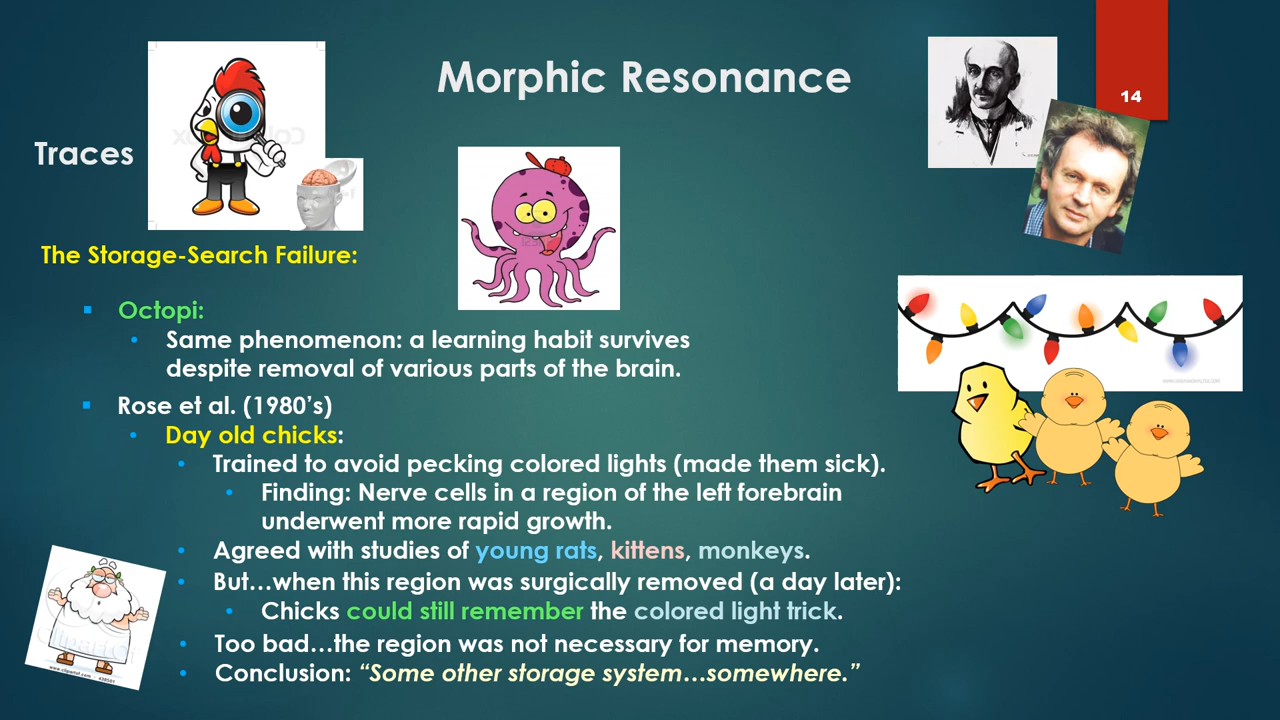 Morphic Resonance
14
Traces
The Storage-Search Failure:
Octopi:
Same phenomenon: a learning habit survives
despite removal of various parts of the brain.
Rose et al. (1980’s)
Day old chicks:
Trained to avoid pecking colored lights (made them sick).
Finding: Nerve cells in a region of the left forebrain
underwent more rapid growth.
Agreed with studies of young rats, kittens, monkeys.
But…when this region was surgically removed (a day later):
Chicks could still remember the colored light trick.
Too bad…the region was not necessary for memory.
Conclusion: “Some other storage system…somewhere.”